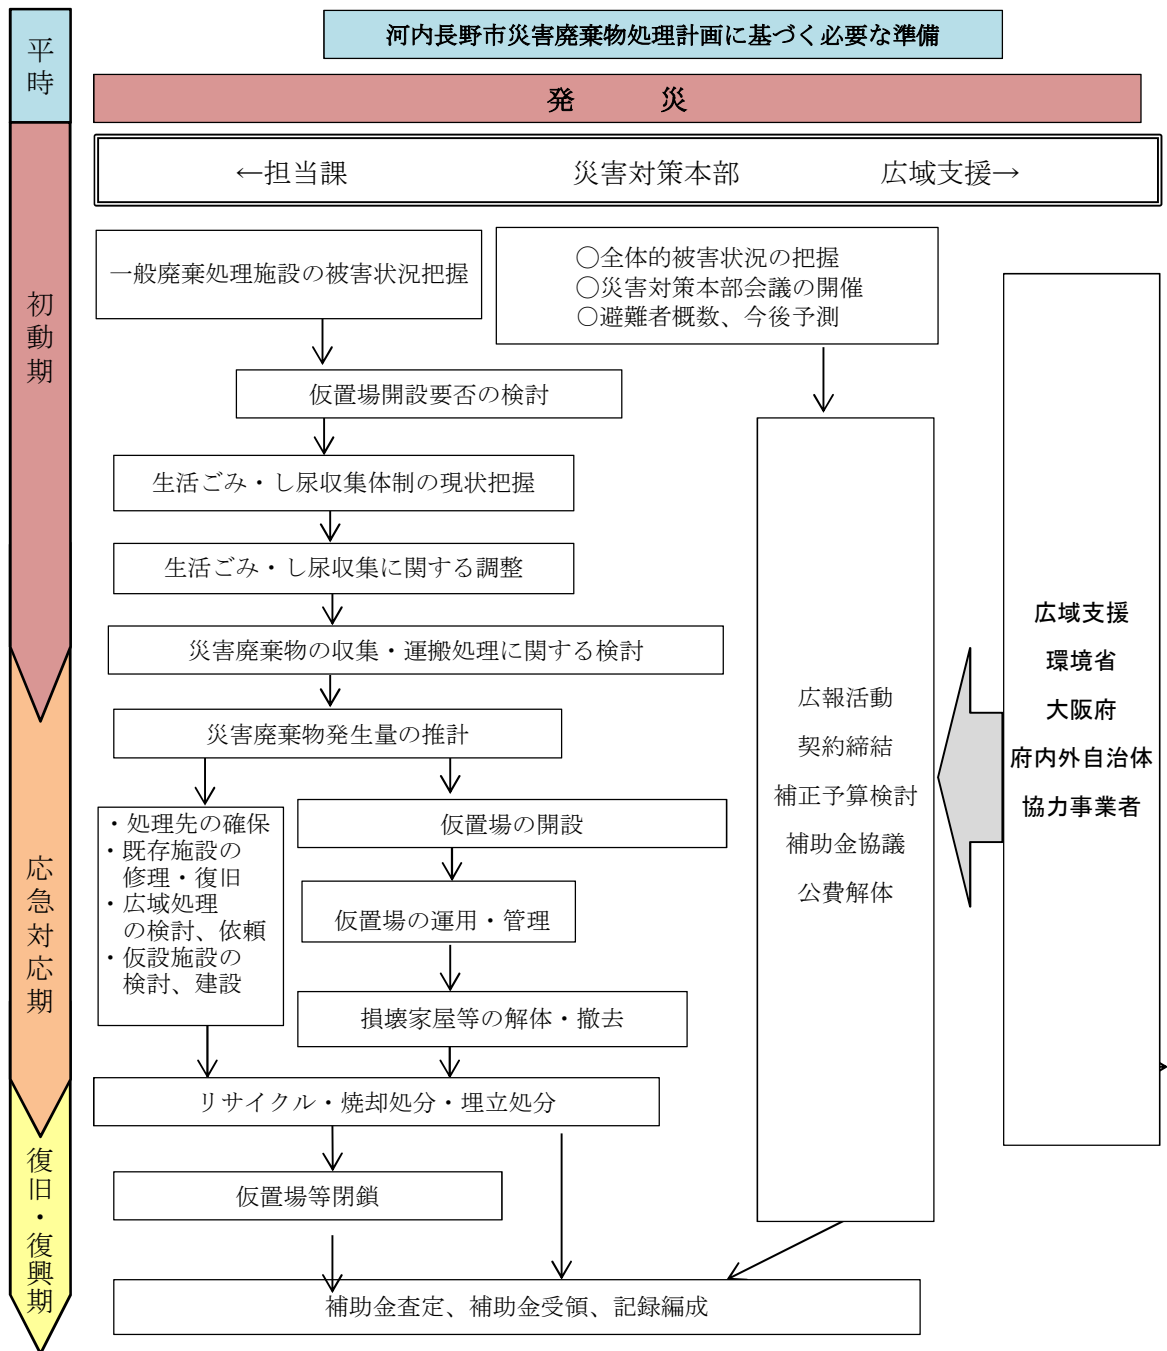 平時
河内長野市災害廃棄物処理計画に基づく必要な準備
発 災
←担当課 災害対策本部 広域支援→
初動期
一般廃棄処理施設の被害状況把握
○全体的被害状況の把握
○災害対策本部会議の開催
○避難者概数、今後予測
仮置場開設要否の検討
生活ごみ・し尿収集体制の現状把握
生活ごみ・し尿収集に関する調整
災害廃棄物の収集・運搬処理に関する検討
災害廃棄物発生量の推計
応急対応期
・処理先の確保
・既存施設の
修理・復旧
・広域処理
の検討、依頼
・仮設施設の
検討、建設
仮置場の開設
仮置場の運用・管理
損壊家屋等の解体・撤去
リサイクル・焼却処分・埋立処分
広報活動
契約締結
補正予算検討
補助金協議
公費解体
広域支援
環境省
大阪府
府内外自治体
協力事業者
復旧・復興期
仮置場等閉鎖
補助金査定、補助金受領、記録編成